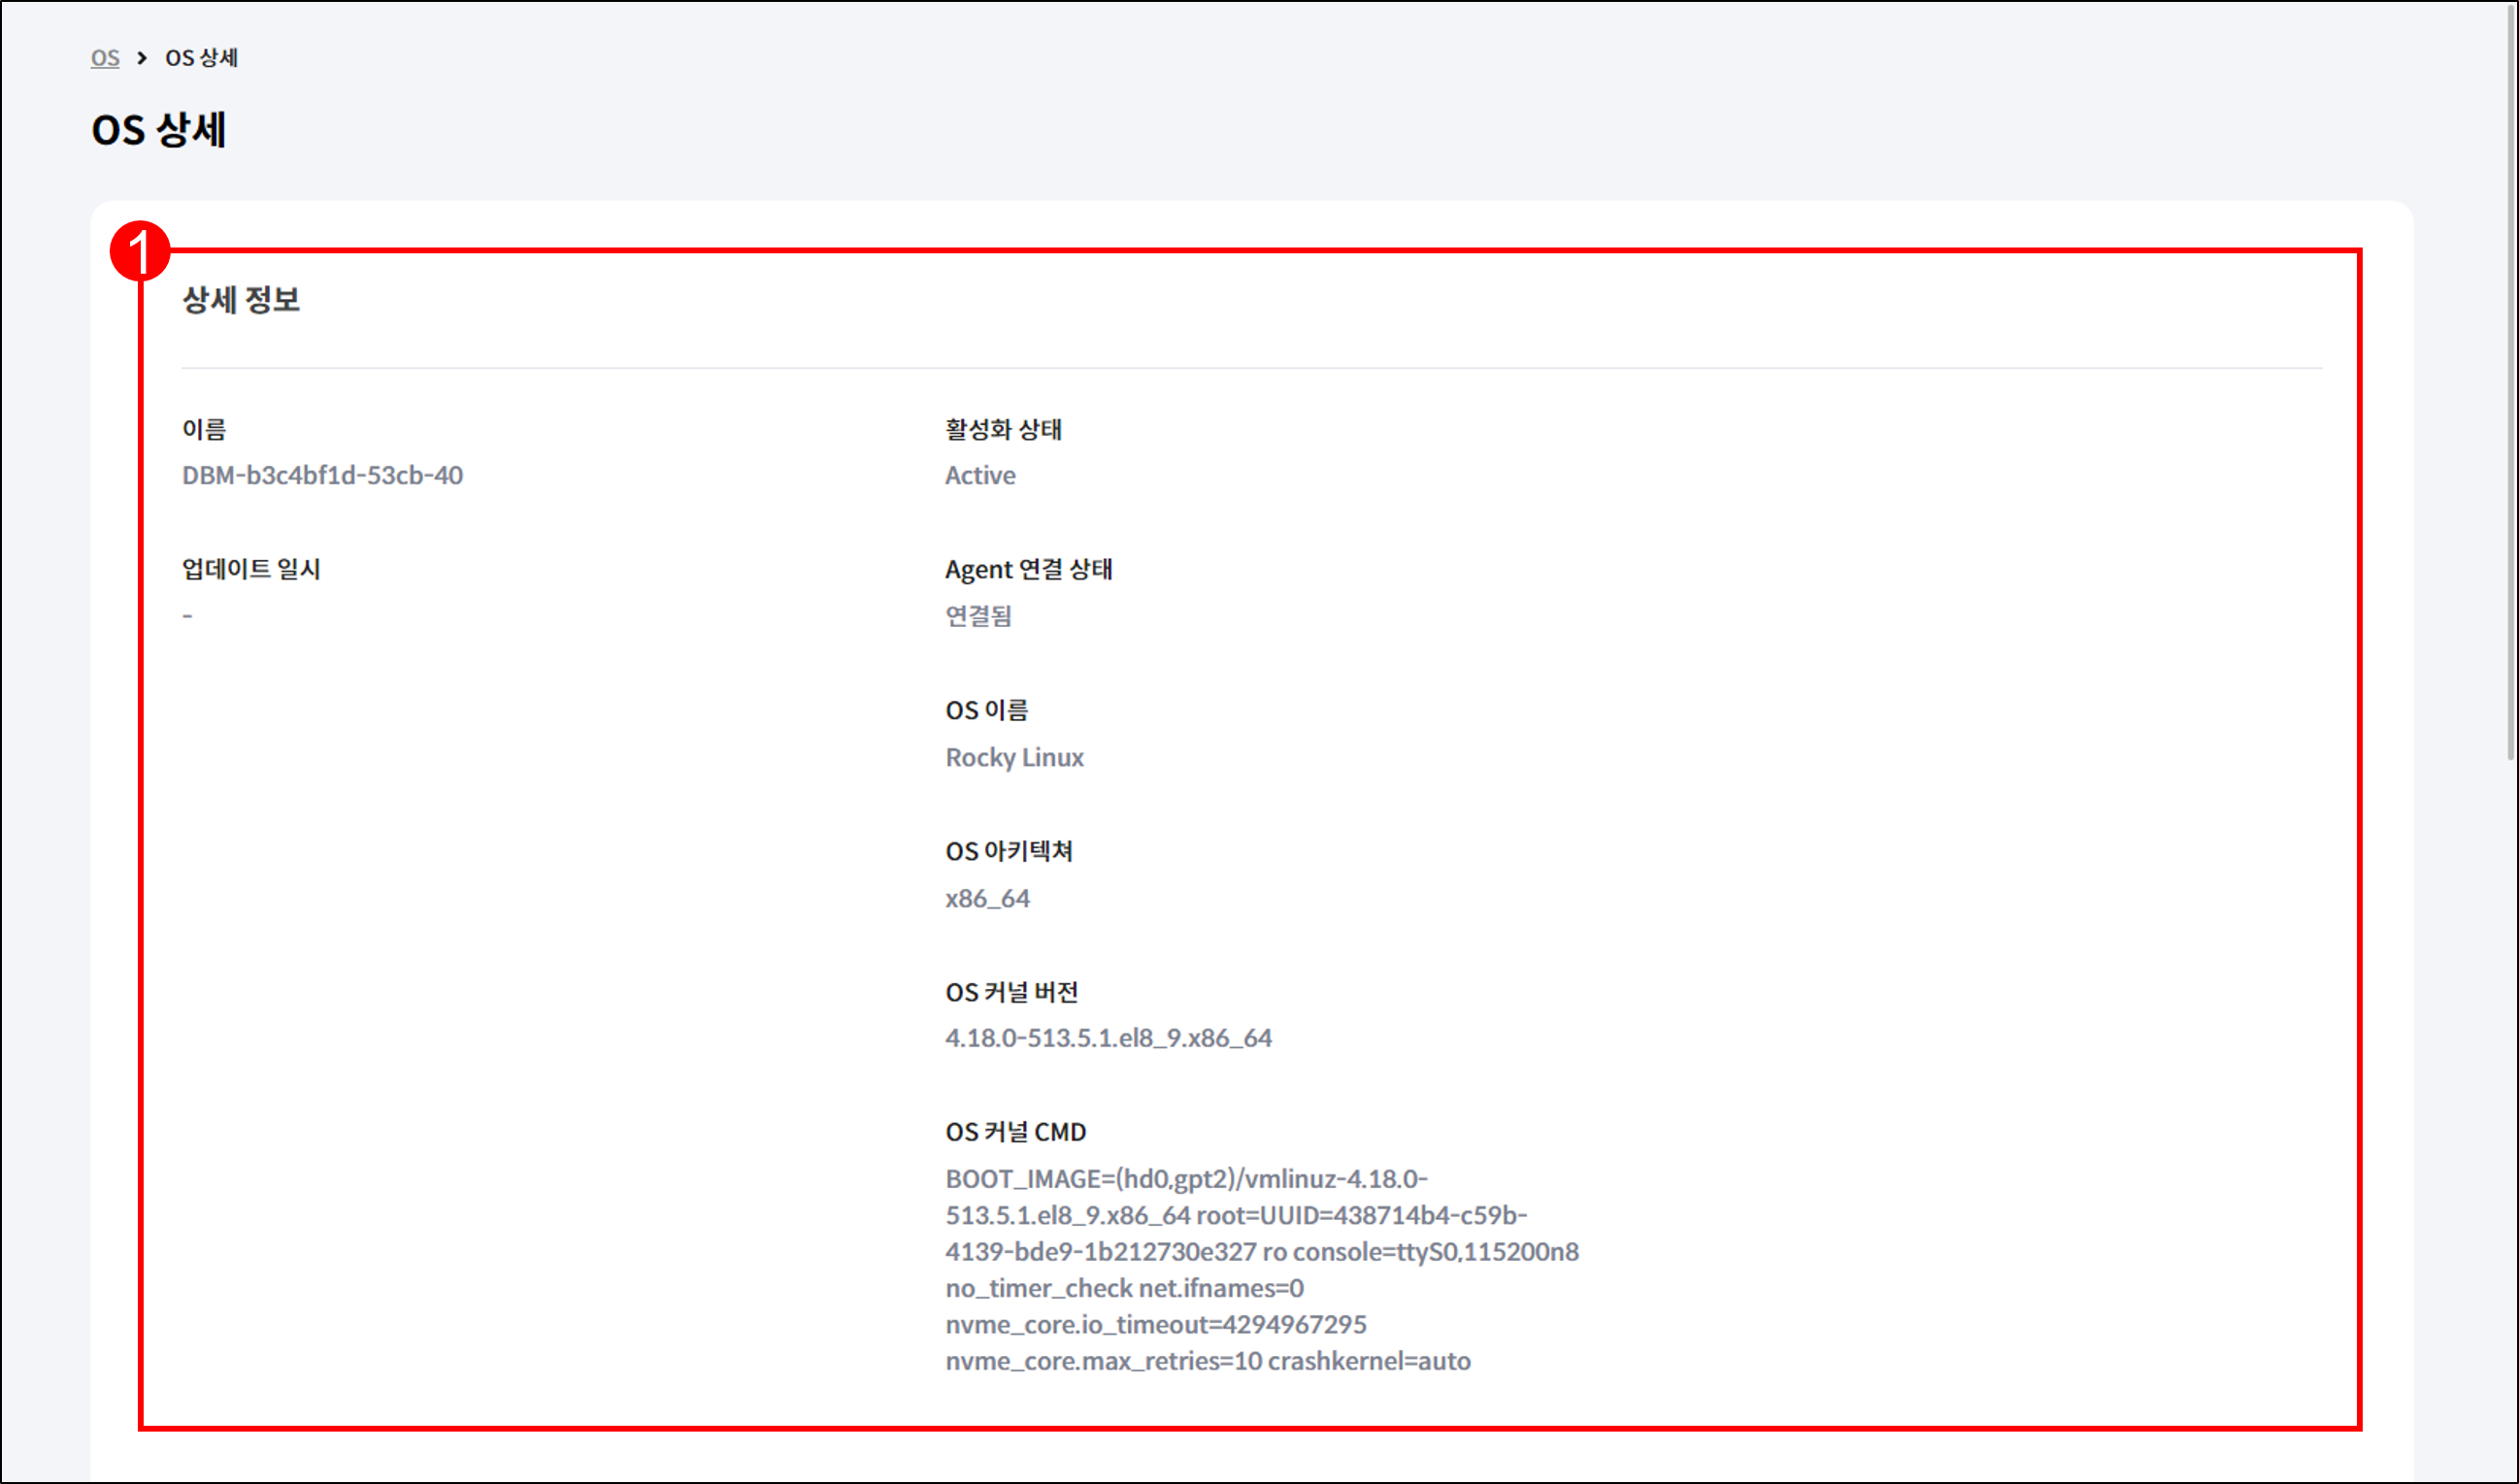 OS > OS 상세
OS 상세
1
상세 정보
이름
DBM-b3c4bf1d-53cb-40
활성화 상태
Active
업데이트 일시
-
Agent 연결 상태
연결됨
OS 이름
Rocky Linux
OS 아키텍쳐
x86_64
OS 커널 버전
4.18.0-513.5.1.el8_9.x86_64
OS 커널 CMD
BOOT_IMAGE=(hd0,gpt2)/vmlinuz-4.18.0-
513.5.1.el8_9.x86_64 root=UUID=438714b4-c59b-
4139-bde9-1b212730e327 ro console=ttyS0,115200n8
no_timer_check net.ifnames=0
nvme_core.io_timeout=4294967295
nvme_core.max_retries=10 crashkernel=auto